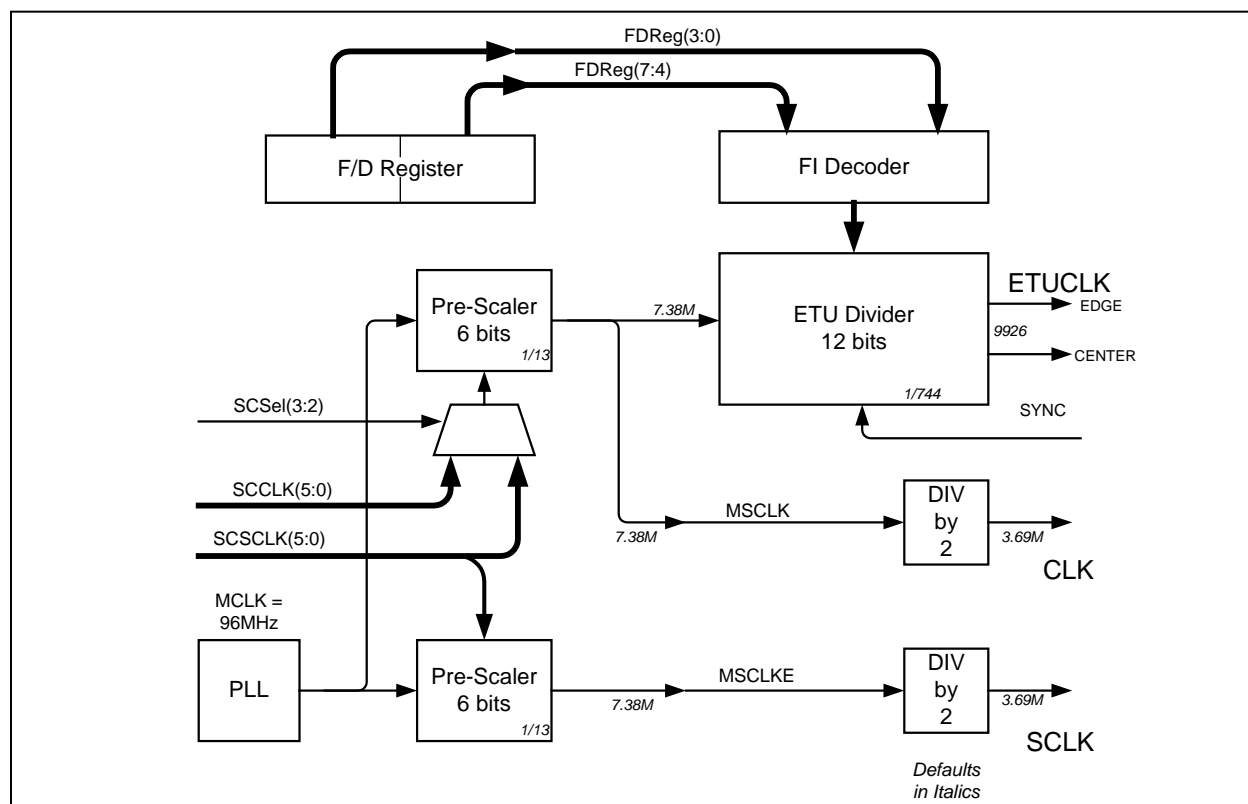 FDReg(3:0)
FDReg(7:4)
F/D Register
FI Decoder
Pre-Scaler
6 bits
1/13
7.38M
ETU Divider
12 bits
1/744
ETUCLK
EDGE
9926
CENTER
SYNC
SCSel(3:2)
SCCLK(5:0)
SCSCLK(5:0)
7.38M
MSCLK
DIV
by
2
3.69M
CLK
MCLK =
96MHz
PLL
Pre-Scaler
6 bits
1/13
7.38M
MSCLKE
DIV
by
2
3.69M
SCLK
Defaults
in Italics